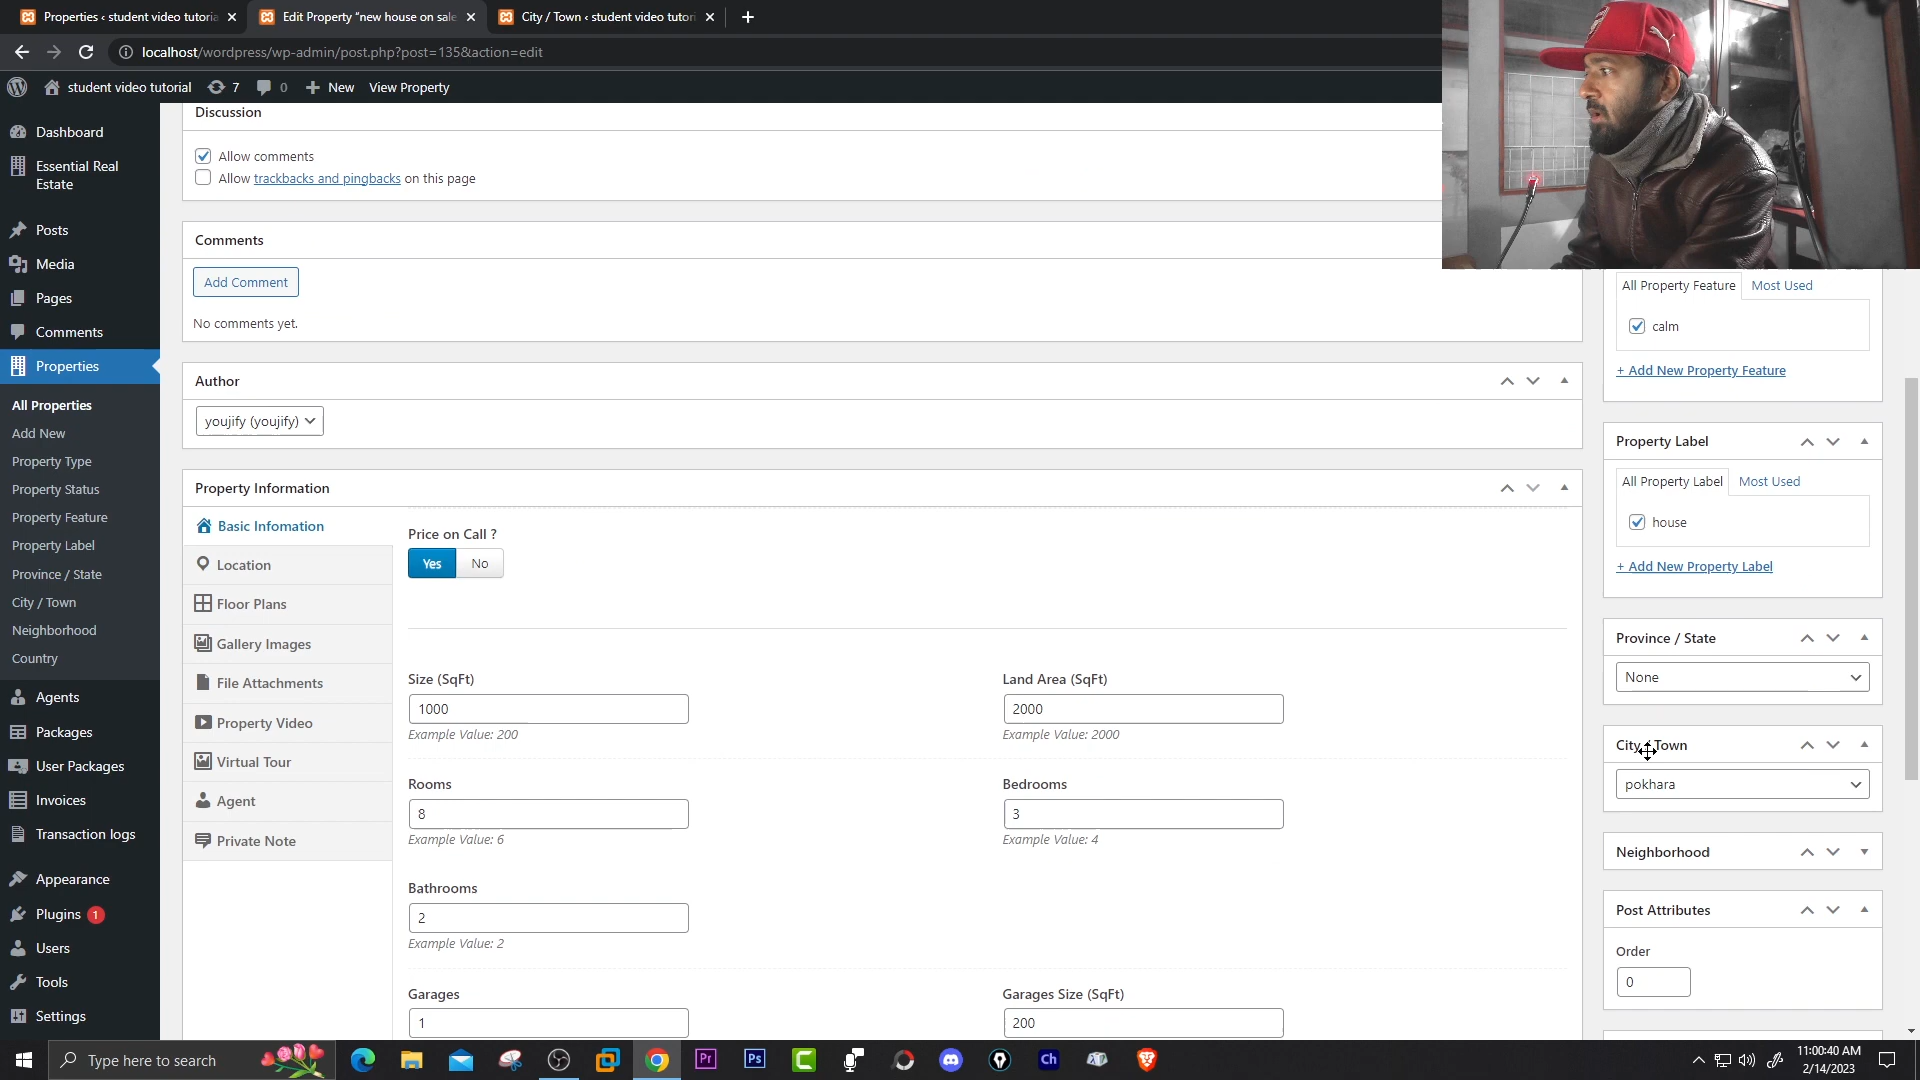 Properties ‹ student video tutoria
Edit Property "new house on sale
City / Town ‹ student video tutori
localhost/wordpress/wp-admin/post.php?post=135&action=edit
student video tutorial
7
0
New
View Property
Dashboard
Essential Real
Estate
Posts
Media
Pages
Comments
Properties
All Properties
Add New
Property Type
Property Status
Property Feature
Property Label
Province / State
City / Town
Neighborhood
Country
Agents
Packages
User Packages
Invoices
Transaction logs
Appearance
Plugins 1
Users
Tools
Settings
Discussion
Allow comments
Allow trackbacks and pingbacks on this page
Comments
Add Comment
No comments yet.
Author
youjify (youjify)
Property Information
Basic Infomation
Location
Floor Plans
Gallery Images
File Attachments
Property Video
Virtual Tour
Agent
Private Note
Price on Call ?
Yes No
Size (SqFt)
1000
Example Value: 200
Land Area (SqFt)
2000
Example Value: 2000
Rooms
8
Example Value: 6
Bedrooms
3
Example Value: 4
Bathrooms
2
Example Value: 2
Garages
1
Garages Size (SqFt)
200
All Property Feature Most Used
calm
+ Add New Property Feature
Property Label
All Property Label Most Used
house
+ Add New Property Label
Province / State
None
City / Town
pokhara
Neighborhood
Post Attributes
Order
0
Type here to search
Pr
Ps
C
Ch
11:00:40 AM
2/14/2023